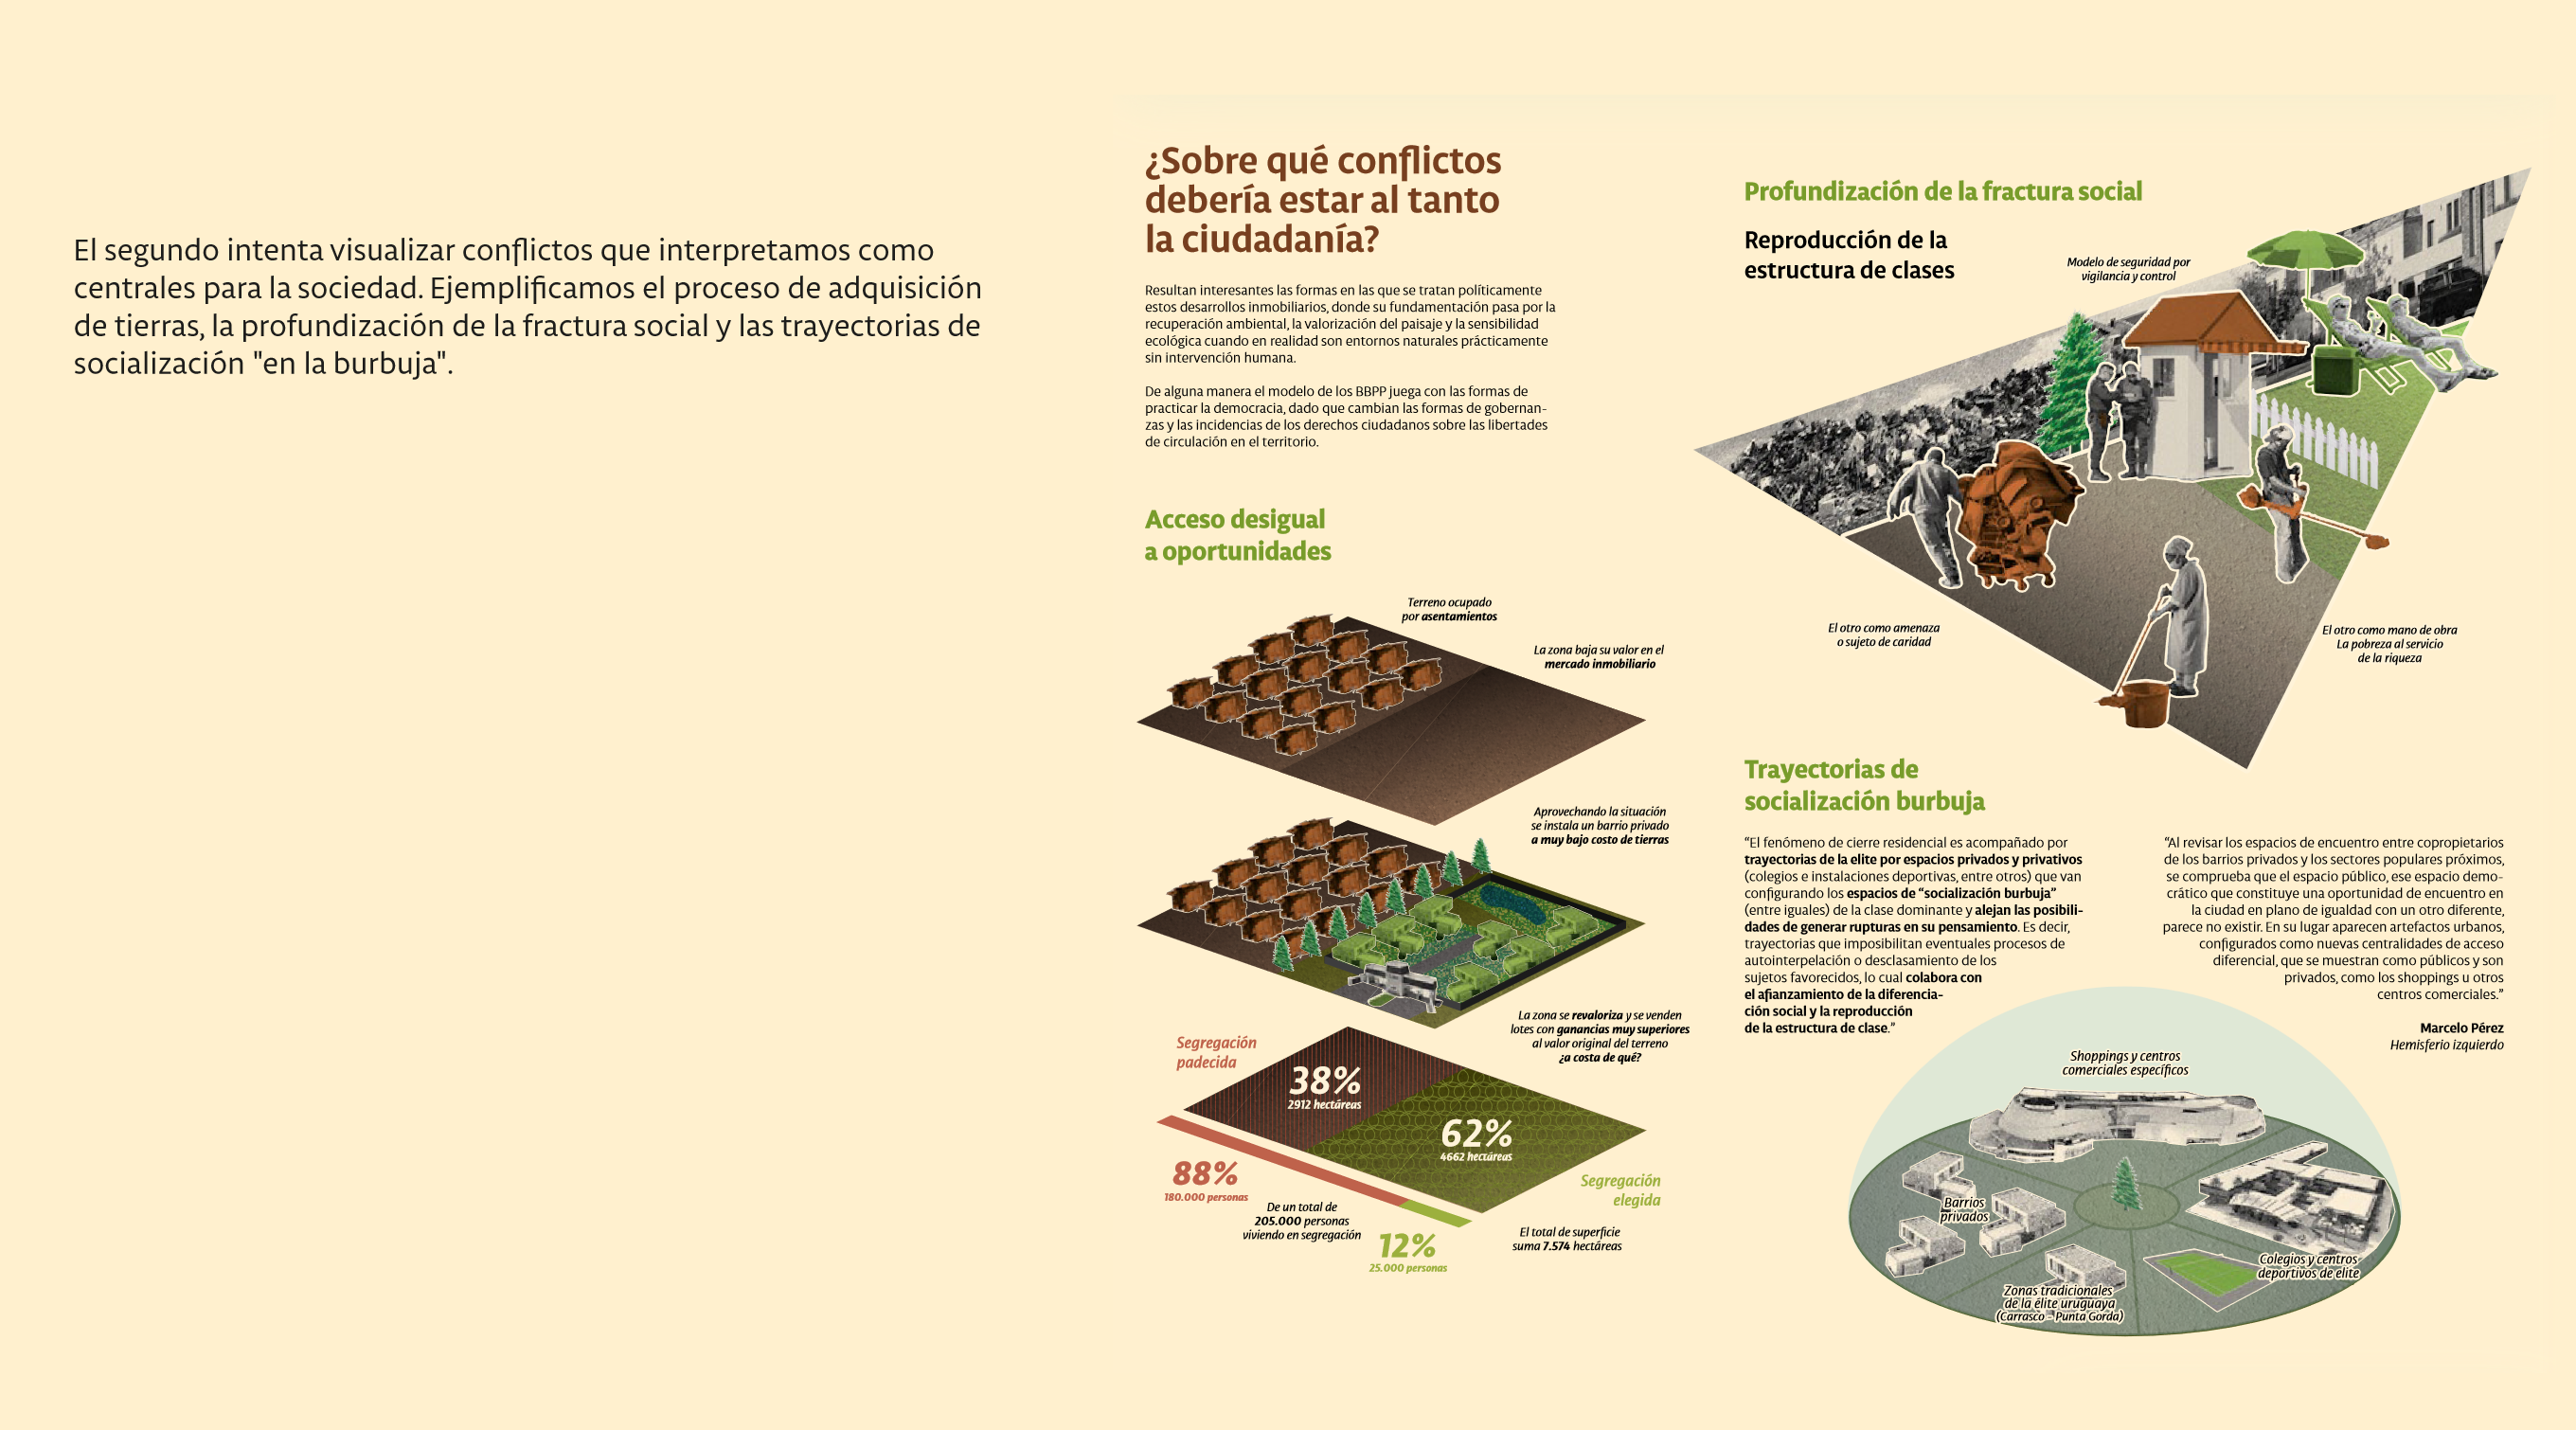 El segundo intenta visualizar conflictos que interpretamos como
centrales para la sociedad. Ejemplificamos el proceso de adquisición
de tierras, la profundización de la fractura social y las trayectorias de
socialización "en la burbuja".
¿Sobre qué conflictos
debería estar al tanto
la ciudadanía?
Resultan interesantes las formas en las que se tratan políticamente
estos desarrollos inmobiliarios, donde su fundamentación pasa por la
recuperación ambiental, la valorización del paisaje y la sensibilidad
ecológica cuando en realidad son entornos naturales prácticamente
sin intervención humana.
De alguna manera el modelo de los BBPP juega con las formas de
practicar la democracia, dado que cambian las formas de gobernan-
zas y las incidencias de los derechos ciudadanos sobre las libertades
de circulación en el territorio.
Acceso desigual
a oportunidades
Terreno ocupado
por asentamientos
La zona baja su valor en el
mercado inmobiliario
Aprovechando la situación
se instala un barrio privado
a muy bajo costo de tierras
La zona se revaloriza y se venden
lotes con ganancias muy superiores
al valor original del terreno
¿a costa de qué?
Segregación
padecida
38%
2912 hectáreas
62%
4662 hectáreas
88%
180.000 personas
Segregación
elegida
De un total de
205.000 personas
viviendo en segregación
12%
25.000 personas
El total de superficie
suma 7.574 hectáreas
Profundización de la fractura social
Reproducción de la
estructura de clases
Modelo de seguridad por
vigilancia y control
El otro como amenaza
o sujeto de caridad
El otro como mano de obra
La pobreza al servicio
de la riqueza
Trayectorias de
socialización burbuja
“El fenómeno de cierre residencial es acompañado por
trayectorias de la elite por espacios privados y privativos
(colegios e instalaciones deportivas, entre otros) que van
configurando los espacios de “socialización burbuja”
(entre iguales) de la clase dominante y alejan las posibili-
dades de generar rupturas en su pensamiento. Es decir,
trayectorias que imposibilitan eventuales procesos de
autointerpelación o desclasamiento de los
sujetos favorecidos, lo cual colabora con
el afianzamiento de la diferencia-
ción social y la reproducción
de la estructura de clase.”
“Al revisar los espacios de encuentro entre copropietarios
de los barrios privados y los sectores populares próximos,
se comprueba que el espacio público, ese espacio demo-
crático que constituye una oportunidad de encuentro en
la ciudad en plano de igualdad con un otro diferente,
parece no existir. En su lugar aparecen artefactos urbanos,
configurados como nuevas centralidades de acceso
diferencial, que se muestran como públicos y son
privados, como los shoppings u otros
centros comerciales.”
Marcelo Pérez
Hemisferio izquierdo
Shoppings y centros
comerciales específicos
Barrios
privados
Colegios y centros
deportivos de elite
Zonas tradicionales
de la élite uruguaya
(Carrasco - Punta Gorda)